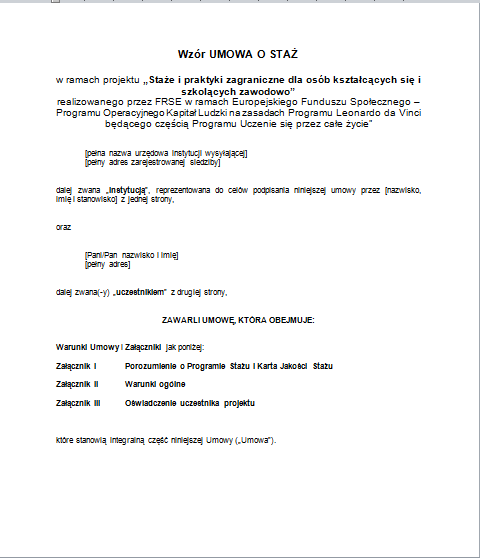 Wzór UMOWA O STAŻ
w ramach projektu „Staże i praktyki zagraniczne dla osób kształcących się i
szkolących zawodowo”
realizowanego przez FRSE w ramach Europejskiego Funduszu Społecznego –
Programu Operacyjnego Kapitał Ludzki na zasadach Programu Leonardo da Vinci
będącego częścią Programu Uczenie się przez całe życie”
[pełna nazwa urzędowa instytucji wysyłającej]
[pełny adres zarejestrowanej siedziby]
dalej zwana „Instytucją”, reprezentowana do celów podpisania niniejszej umowy przez [nazwisko,
imię i stanowisko] z jednej strony,
oraz
[Pani/Pan nazwisko i imię]
[pełny adres]
dalej zwana(-y) „uczestnikiem” z drugiej strony,
ZAWARLI UMOWĘ, KTÓRA OBEJMUJE:
Warunki Umowy i Załączniki jak poniżej:
Załącznik I Porozumienie o Programie Stażu i Karta Jakości Stażu
Załącznik II Warunki ogólne
Załącznik III Oświadczenie uczestnika projektu
które stanowią integralną część niniejszej Umowy („Umowa”).